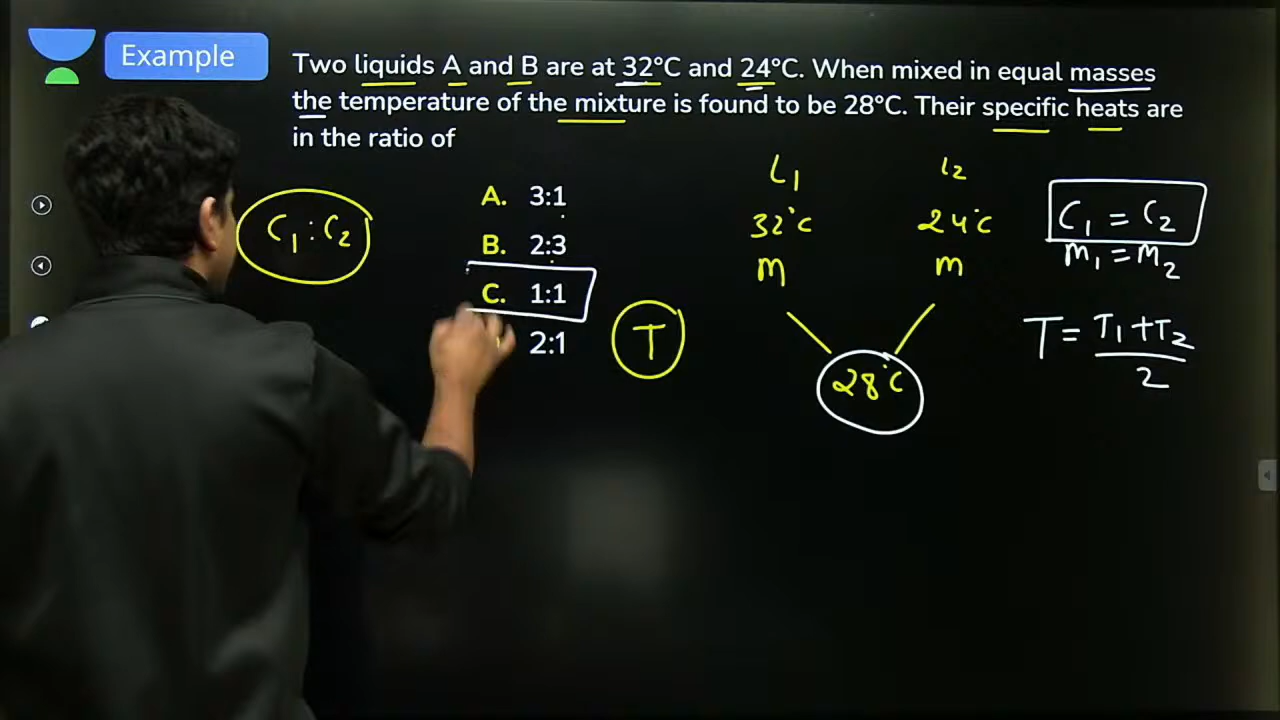 Example
Two liquids A and B are at 32°C and 24°C. When mixed in equal masses
the temperature of the mixture is found to be 28°C. Their specific heats are
in the ratio of
C₁ : C₂
A. 3:1
B. 2:3
C. 1:1
2:1
T
L₁ L₂
32°C 24°C
m m
28°C
C₁ = C₂
m₁ = m₂
T = T₁+T₂
2